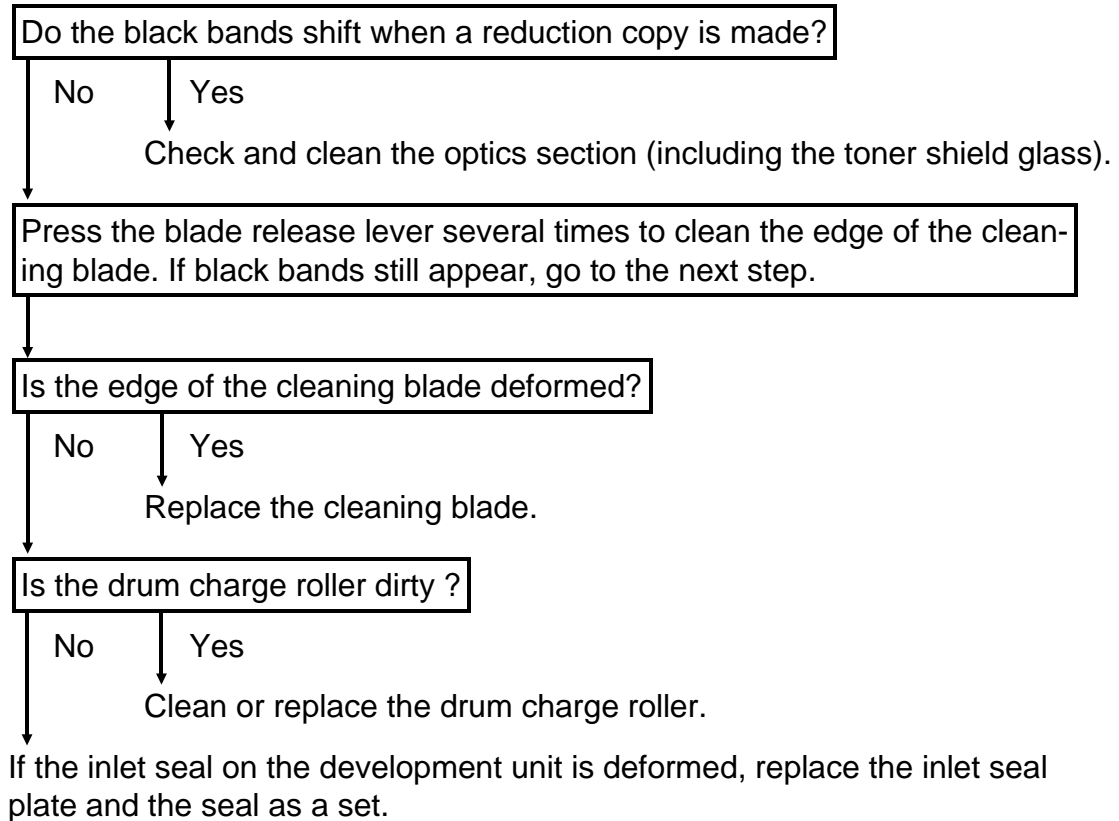 Do the black bands shift when a reduction copy is made?
No Yes
Check and clean the optics section (including the toner shield glass).
Press the blade release lever several times to clean the edge of the clean-
ing blade. If black bands still appear, go to the next step.
Is the edge of the cleaning blade deformed?
No Yes
Replace the cleaning blade.
Is the drum charge roller dirty ?
No Yes
Clean or replace the drum charge roller.
If the inlet seal on the development unit is deformed, replace the inlet seal
plate and the seal as a set.